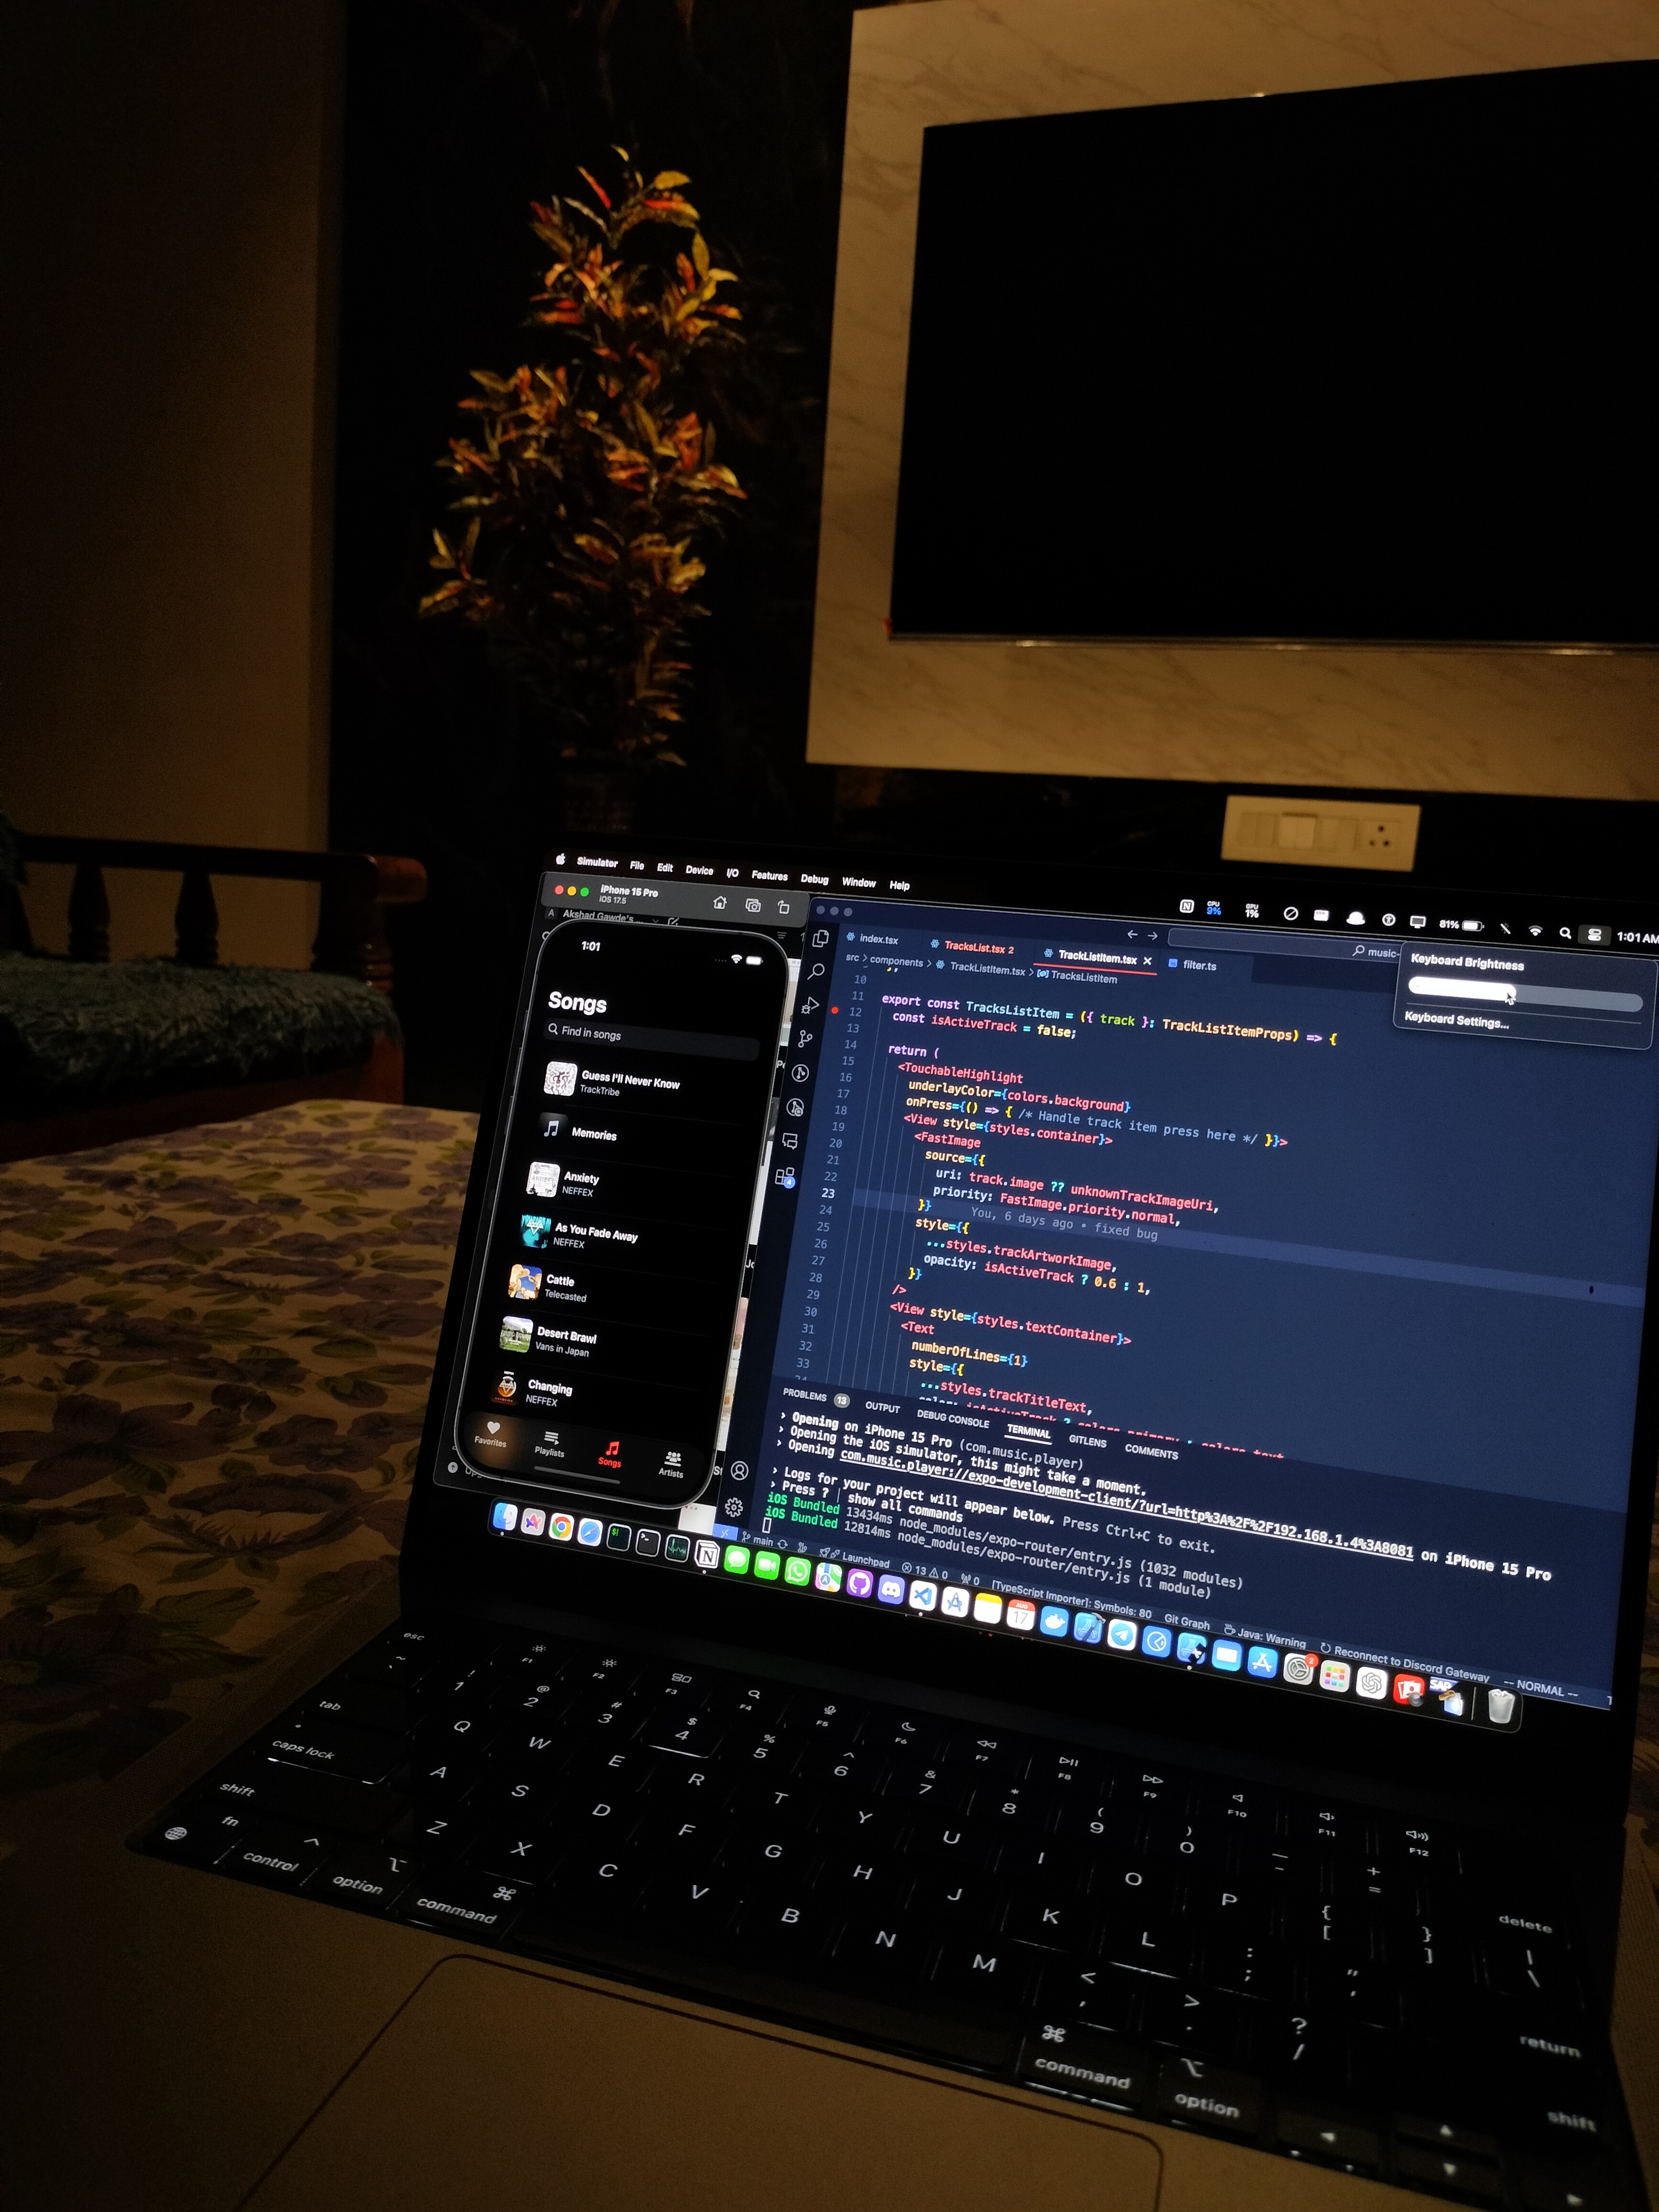 Simulator File Edit Device I/O Features Debug Window Help
CPU 9% GPU 1% 81% 1:01 AM
iPhone 15 Pro
iOS 17.5
Akshad Gawde's...
1:01
Songs
Find in songs
Guess I'll Never Know
TrackTribe
Memories
Anxiety
NEFFEX
As You Fade Away
NEFFEX
Cattle
Telecasted
Desert Brawl
Vans in Japan
Changing
NEFFEX
Favorites Playlists Songs Artists
music-
index.tsx TracksList.tsx 2 TrackListItem.tsx filter.ts
src > components > TrackListItem.tsx > TracksListItem
Keyboard Brightness
Keyboard Settings...
10
11 export const TracksListItem = ({ track }: TrackListItemProps) => {
12 const isActiveTrack = false;
13
14 return (
15 <TouchableHighlight
16 underlayColor={colors.background}
17 onPress={() => { /* Handle track item press here */ }}>
18 <View style={styles.container}>
19 <FastImage
20 source={{
21 uri: track.image ?? unknownTrackImageUri,
22 priority: FastImage.priority.normal,
23 }} You, 6 days ago • fixed bug
24 style={{
25 ...styles.trackArtworkImage,
26 opacity: isActiveTrack ? 0.6 : 1,
27 }}
28 />
29 <View style={styles.textContainer}>
30 <Text
31 numberOfLines={1}
32 style={{
33 ...styles.trackTitleText,
PROBLEMS 13 OUTPUT DEBUG CONSOLE TERMINAL GITLENS COMMENTS
› Opening on iPhone 15 Pro (com.music.player)
› Opening the iOS simulator, this might take a moment.
› Opening com.music.player://expo-development-client/?url=http%3A%2F%2F192.168.1.4%3A8081 on iPhone 15 Pro
› Logs for your project will appear below. Press Ctrl+C to exit.
› Press ? │ show all commands
iOS Bundled 13434ms node_modules/expo-router/entry.js (1032 modules)
iOS Bundled 12814ms node_modules/expo-router/entry.js (1 module)
main Launchpad 13 0 0 [TypeScript Importer]: Symbols: 80 Git Graph Java: Warning Reconnect to Discord Gateway -- NORMAL --
AUG
17
2
SAP
esc F1 F2 F3 F4 F5 F6 F7 F8 F9 F10 F11 F12
~ ! 1 @ 2 # 3 $ 4 % 5 ^ 6 & 7 * 8 ( 9 ) 0 _ — + = delete
tab Q W E R T Y U I O P { [ } ] | \
caps lock A S D F G H J K L : ; " ' return
shift Z X C V B N M < , > . ? / shift
fn control option command command option